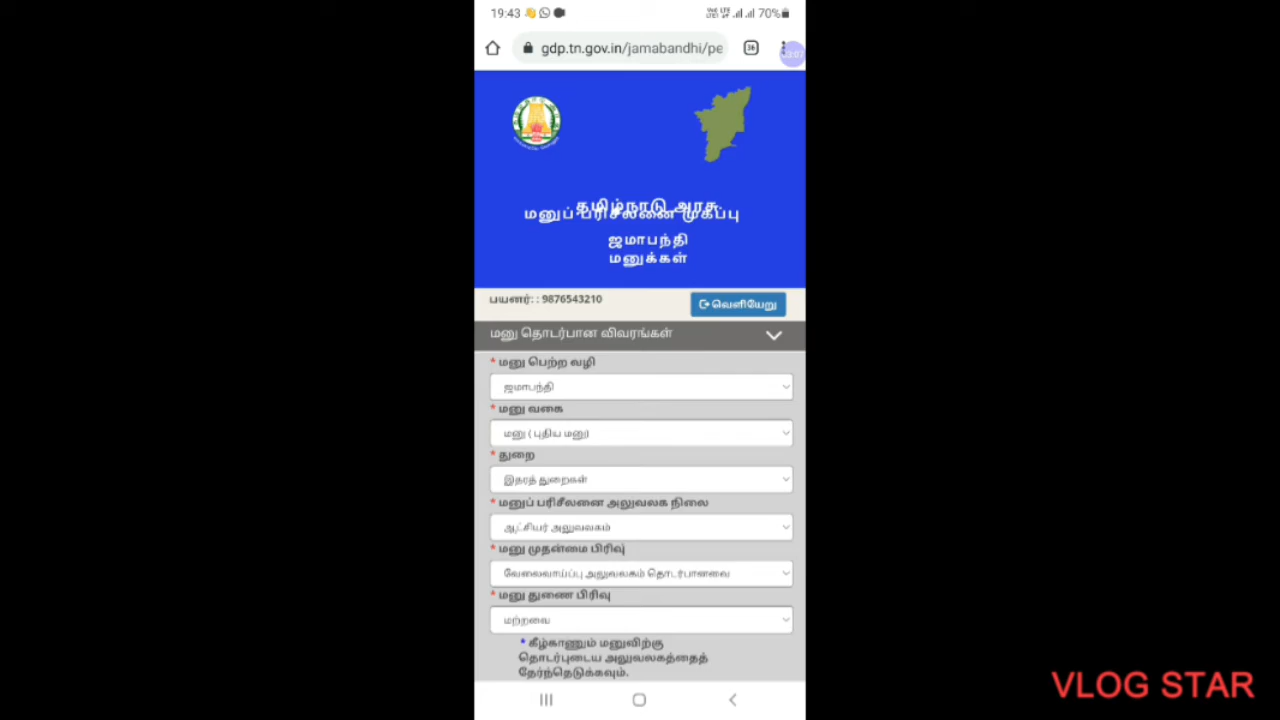 19:43
70%
gdp.tn.gov.in/jamabandhi/pe
36
தமிழ்நாடு அரசு
மனுப் பரிசீலனை முகப்பு
ஜமாபந்தி
மனுக்கள்
பயனர்: : 9876543210
வெளியேறு
மனு தொடர்பான விவரங்கள்
* மனு பெற்ற வழி
ஜமாபந்தி
* மனு வகை
மனு ( புதிய மனு)
* துறை
இதரத் துறைகள்
* மனுப் பரிசீலனை அலுவலக நிலை
ஆட்சியர் அலுவலகம்
* மனு முதன்மை பிரிவு
வேலைவாய்ப்பு அலுவலகம் தொடர்பானவை
* மனு துணை பிரிவு
மற்றவை
* கீழ்காணும் மனுவிற்கு
தொடர்புடைய அலுவலகத்தைத்
தேர்ந்தெடுக்கவும்.
VLOG STAR